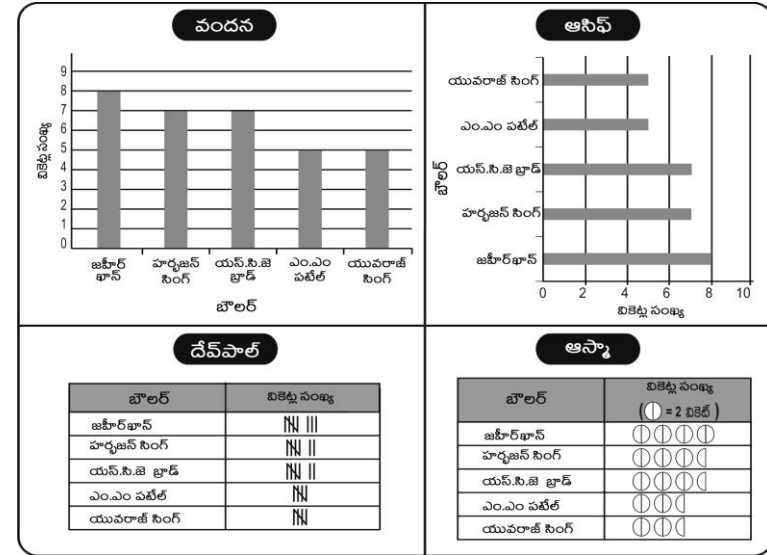 వందన
9
8
7
6
5
4
3
2
1
0
వికెట్ల సంఖ్య
జహీర్ ఖాన్
హర్భజన్ సింగ్
యస్.సి.జె బ్రాడ్
ఎం.ఎం పటేల్
యువరాజ్ సింగ్
బౌలర్
ఆసిఫ్
బౌలర్
యువరాజ్ సింగ్
ఎం.ఎం పటేల్
యస్.సి.జె బ్రాడ్
హర్భజన్ సింగ్
జహీర్‌ఖాన్
0 2 4 6 8 10
వికెట్ల సంఖ్య
దేవ్‌పాల్
బౌలర్ వికెట్ల సంఖ్య
జహీర్‌ఖాన్
హర్భజన్ సింగ్
యస్.సి.జె బ్రాడ్
ఎం.ఎం పటేల్
యువరాజ్ సింగ్
ఆస్మా
బౌలర్ వికెట్ల సంఖ్య
( = 2 వికెట్ )
జహీర్‌ఖాన్
హర్భజన్ సింగ్
యస్.సి.జె బ్రాడ్
ఎం.ఎం పటేల్
యువరాజ్ సింగ్